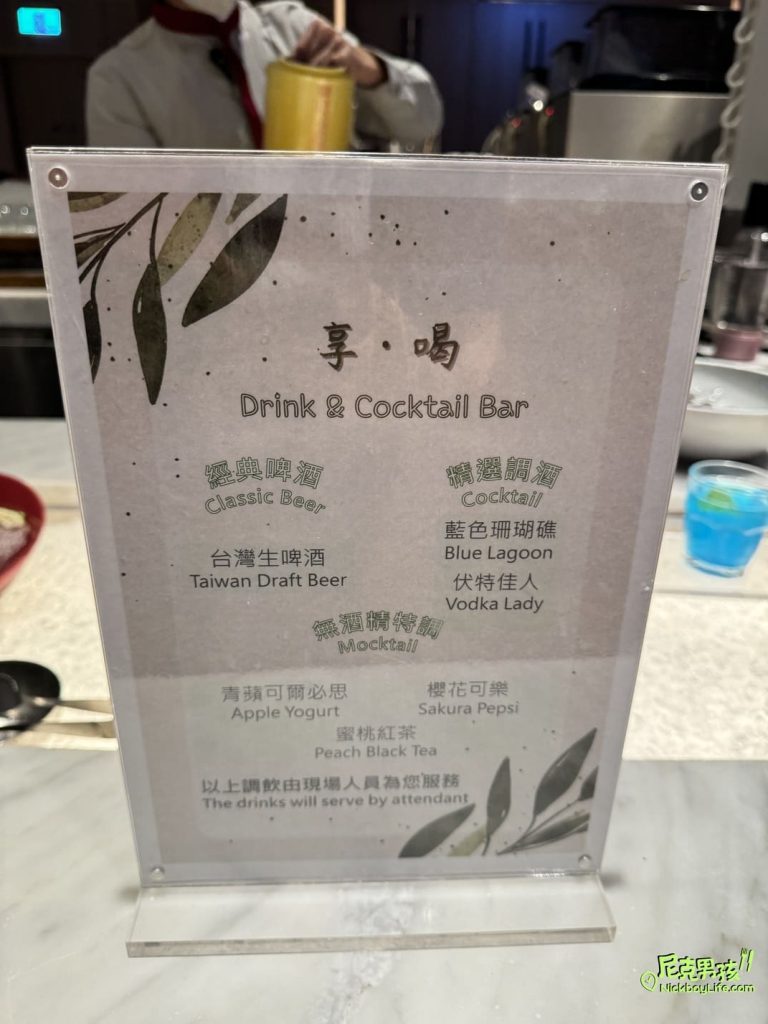 享・喝
Drink & Cocktail Bar
經典啤酒
Classic Beer
台灣生啤酒
Taiwan Draft Beer
精選調酒
Cocktail
藍色珊瑚礁
Blue Lagoon
伏特佳人
Vodka Lady
無酒精特調
Mocktail
青蘋可爾必思
Apple Yogurt
櫻花可樂
Sakura Pepsi
蜜桃紅茶
Peach Black Tea
以上調飲由現場人員為您服務
The drinks will serve by attendant
尼克果孩
NickboyLife.com